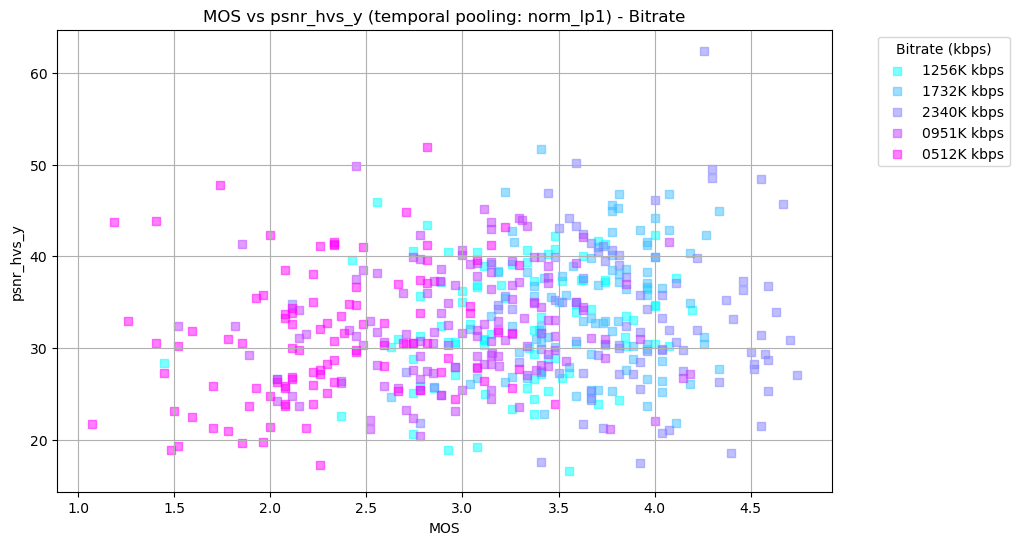 MOS vs psnr_hvs_y (temporal pooling: norm_lp1) - Bitrate
psnr_hvs_y
60
50
40
30
20
1.0 1.5 2.0 2.5 3.0 3.5 4.0 4.5
MOS
Bitrate (kbps)
1256K kbps
1732K kbps
2340K kbps
0951K kbps
0512K kbps